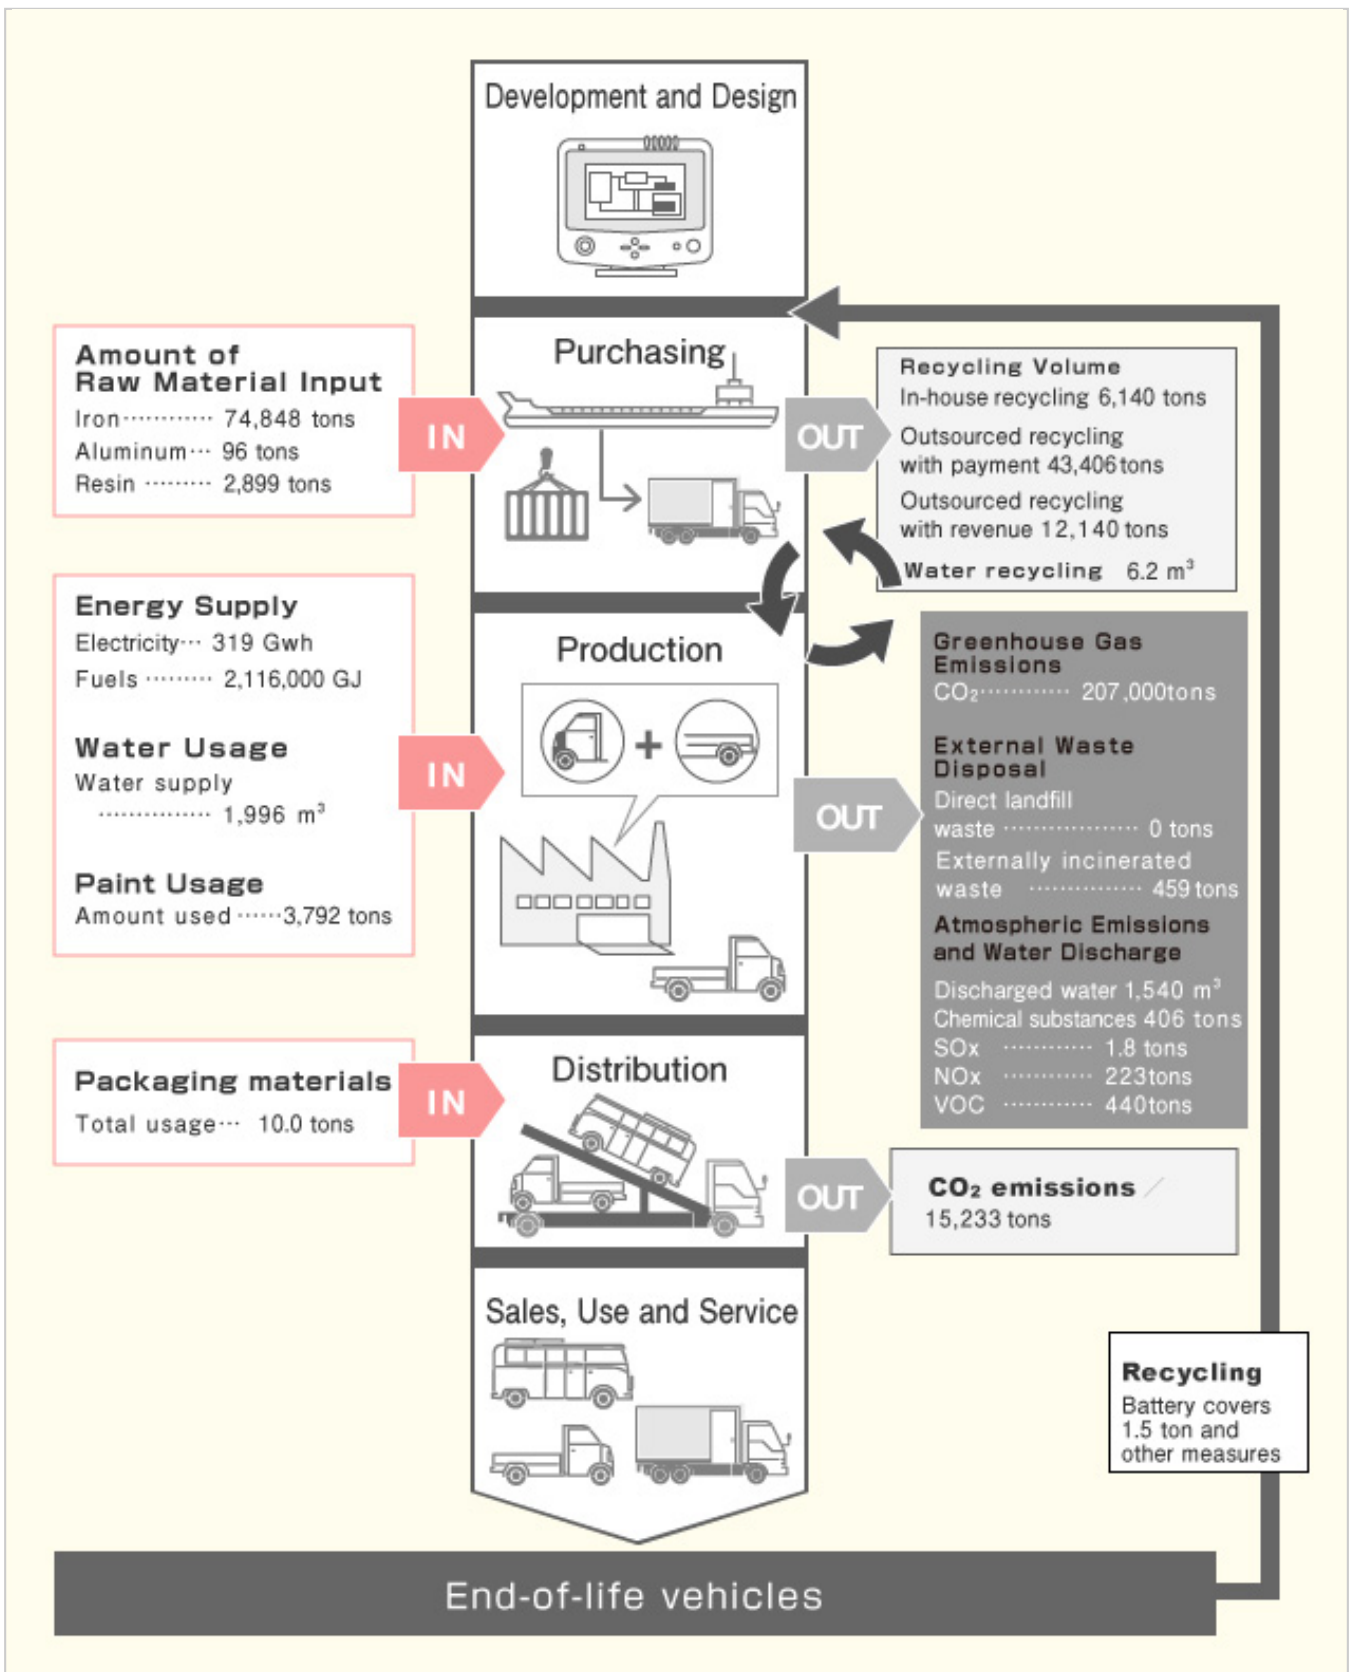 Development and Design
Purchasing
Amount of
Raw Material Input
Iron………… 74,848 tons
Aluminum… 96 tons
Resin ……… 2,899 tons
IN
OUT
Recycling Volume
In-house recycling 6,140 tons
Outsourced recycling
with payment 43,406 tons
Outsourced recycling
with revenue 12,140 tons
Water recycling 6.2 m³
Energy Supply
Electricity… 319 Gwh
Fuels ……… 2,116,000 GJ
Water Usage
Water supply
…………… 1,996 m³
Paint Usage
Amount used ……3,792 tons
IN
Production
+
OUT
Greenhouse Gas
Emissions
CO₂………… 207,000tons
External Waste
Disposal
Direct landfill
waste ……………… 0 tons
Externally incinerated
waste …………… 459 tons
Atmospheric Emissions
and Water Discharge
Discharged water 1,540 m³
Chemical substances 406 tons
SOx ………… 1.8 tons
NOx ………… 223tons
VOC ………… 440tons
Packaging materials
Total usage… 10.0 tons
IN
Distribution
OUT
CO₂ emissions ／
15,233 tons
Sales, Use and Service
Recycling
Battery covers
1.5 ton and
other measures
End-of-life vehicles